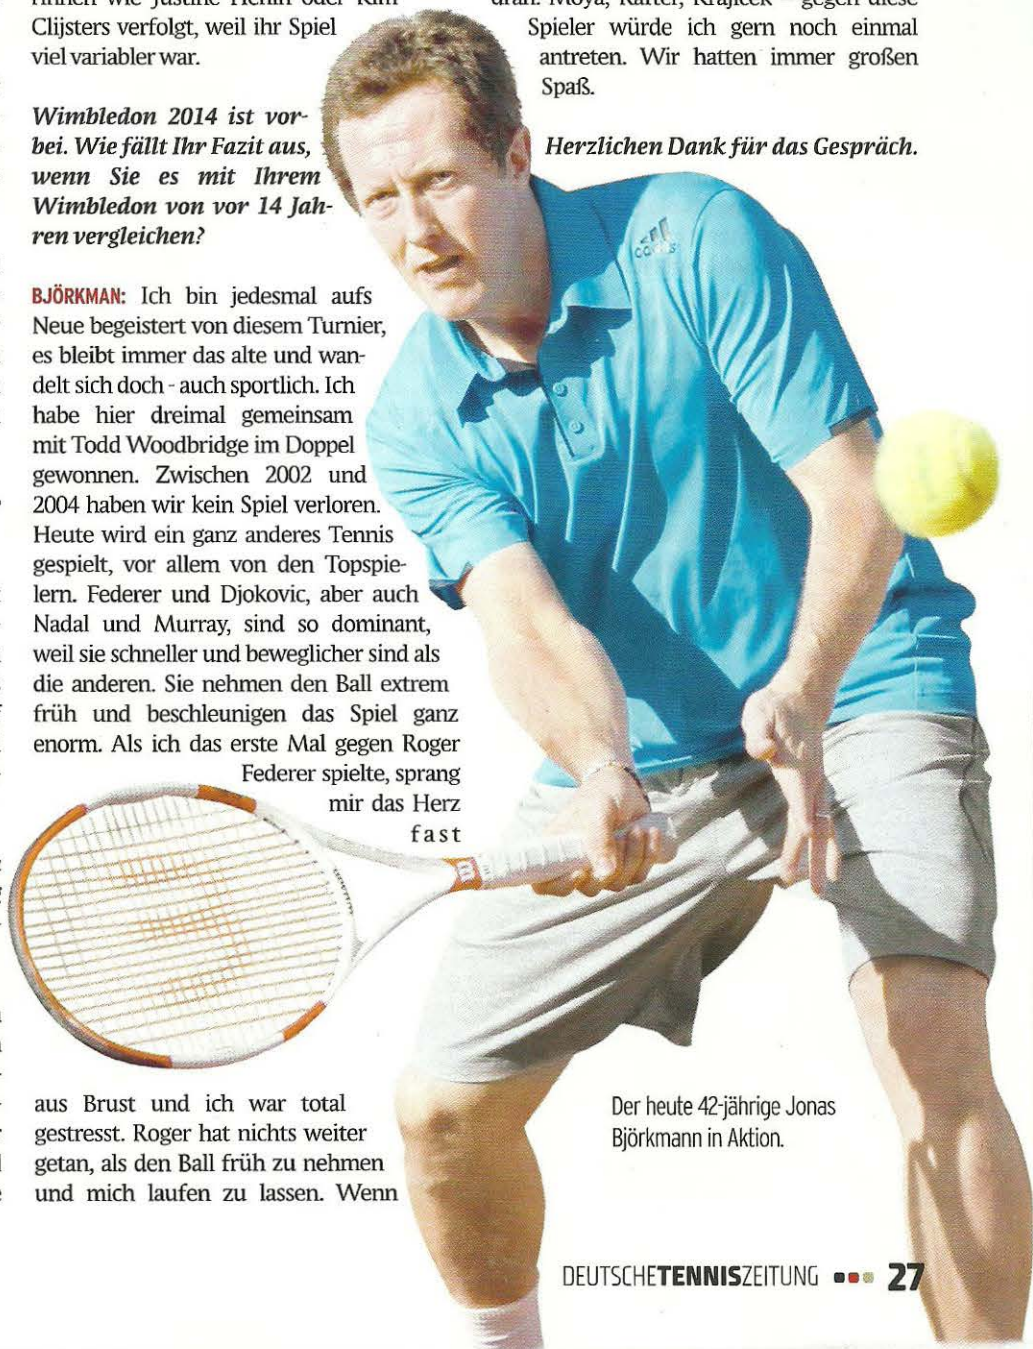 Clijsters verfolgt, weil ihr Spiel
viel variabler war.
Wimbledon 2014 ist vor-
bei. Wie fällt Ihr Fazit aus,
wenn Sie es mit Ihrem
Wimbledon von vor 14 Jah-
ren vergleichen?
BJÖRKMAN: Ich bin jedesmal aufs
Neue begeistert von diesem Turnier,
es bleibt immer das alte und wan-
delt sich doch - auch sportlich. Ich
habe hier dreimal gemeinsam
mit Todd Woodbridge im Doppel
gewonnen. Zwischen 2002 und
2004 haben wir kein Spiel verloren.
Heute wird ein ganz anderes Tennis
gespielt, vor allem von den Topspie-
lern. Federer und Djokovic, aber auch
Nadal und Murray, sind so dominant,
weil sie schneller und beweglicher sind als
die anderen. Sie nehmen den Ball extrem
früh und beschleunigen das Spiel ganz
enorm. Als ich das erste Mal gegen Roger
Federer spielte, sprang
mir das Herz
fast
aus Brust und ich war total
gestresst. Roger hat nichts weiter
getan, als den Ball früh zu nehmen
und mich laufen zu lassen. Wenn
Moya, Rafter, Krajicek – gegen diese
Spieler würde ich gern noch einmal
antreten. Wir hatten immer großen
Spaß.
Herzlichen Dank für das Gespräch.
adidas
Der heute 42-jährige Jonas
Björkmann in Aktion.
DEUTSCHETENNISZEITUNG 27